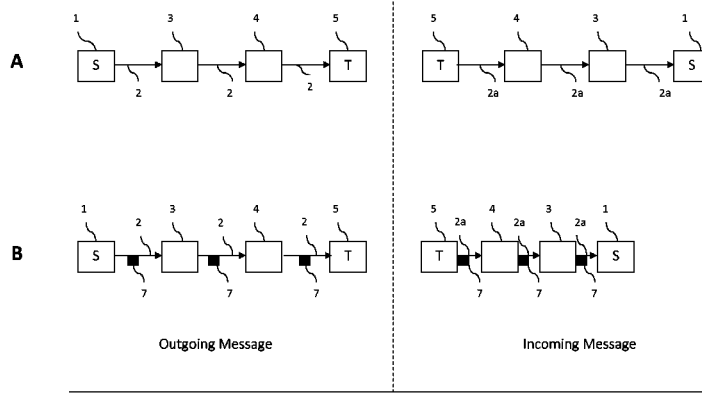 1 3 4 5 5 4 3 1
A S T T S
2 2 2 2a 2a 2a
1 2 3 2 4 2 5 5 2a 4 2a 3 2a 1
B S T T S
7 7 7 7 7 7
Outgoing Message Incoming Message